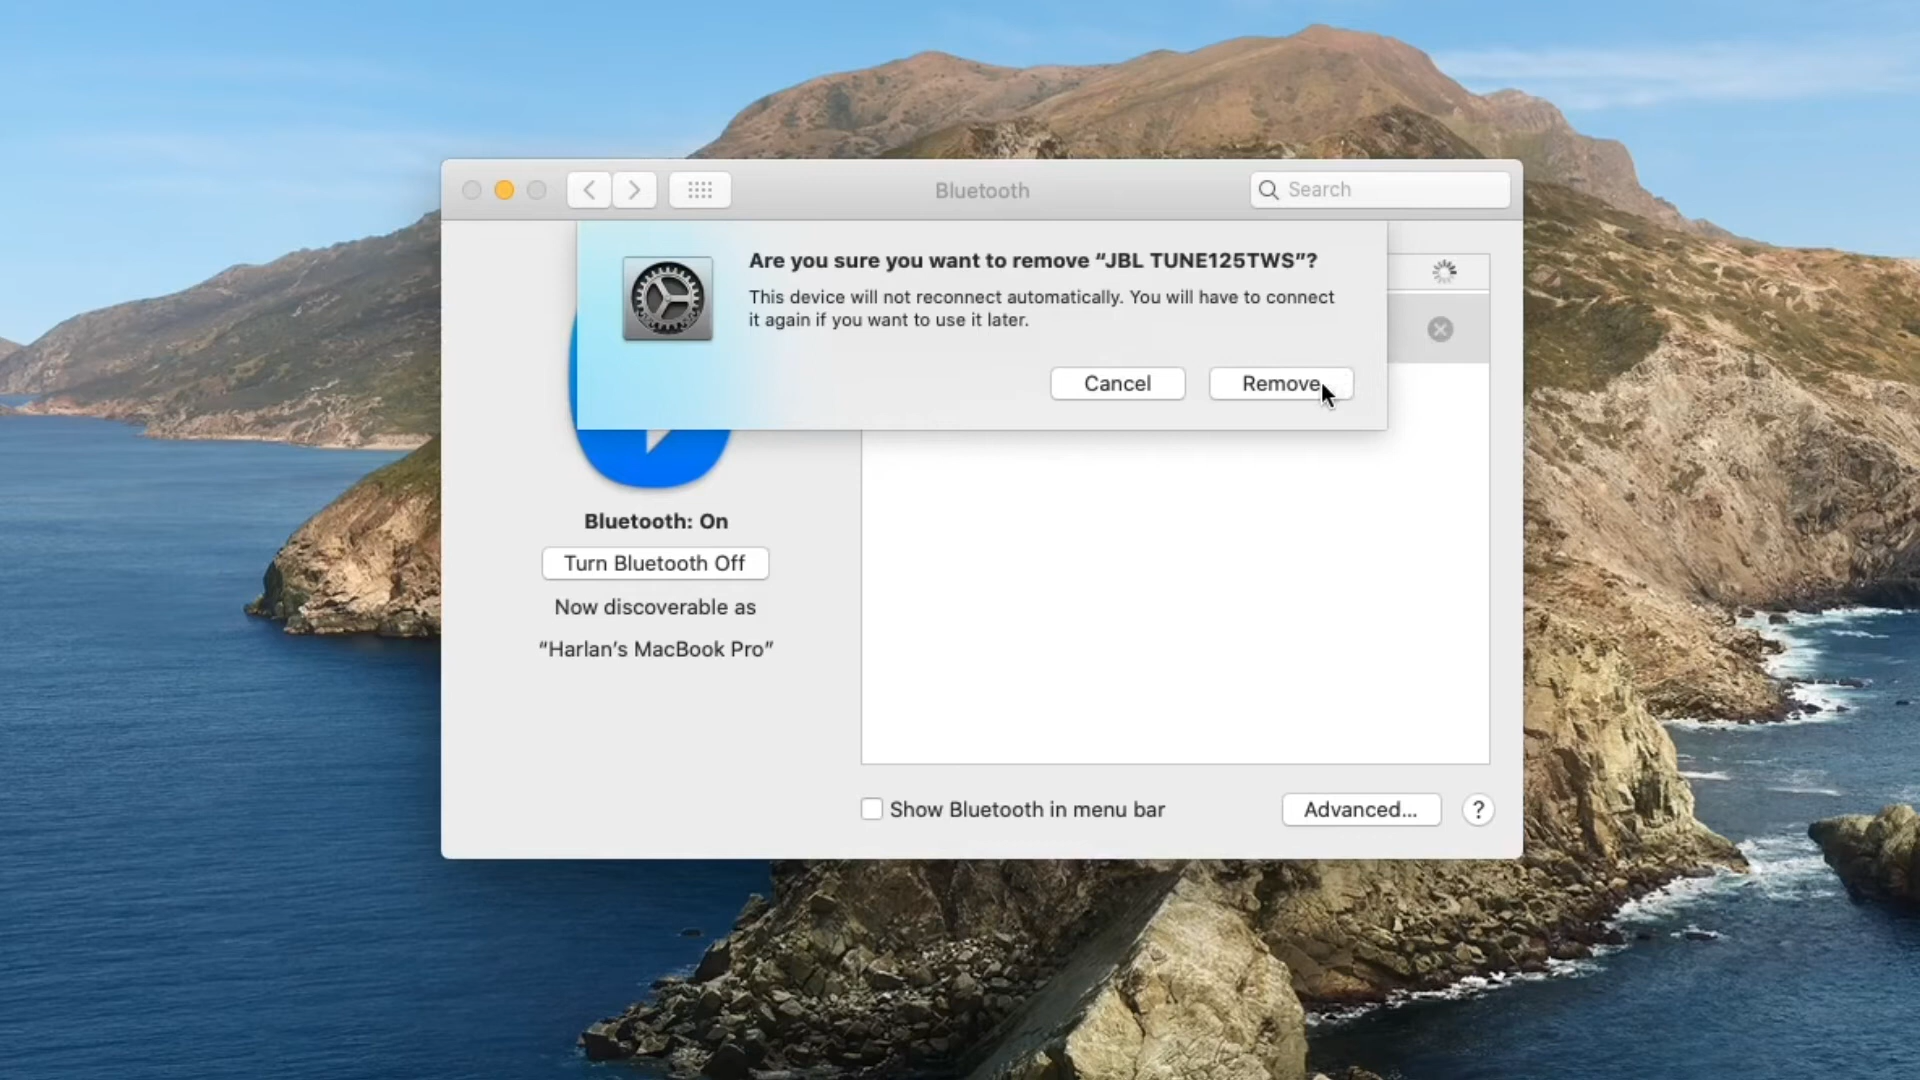 Bluetooth
Search
Are you sure you want to remove “JBL TUNE125TWS”?
This device will not reconnect automatically. You will have to connect
it again if you want to use it later.
Cancel
Remove
Bluetooth: On
Turn Bluetooth Off
Now discoverable as
“Harlan’s MacBook Pro”
Show Bluetooth in menu bar
Advanced...
?